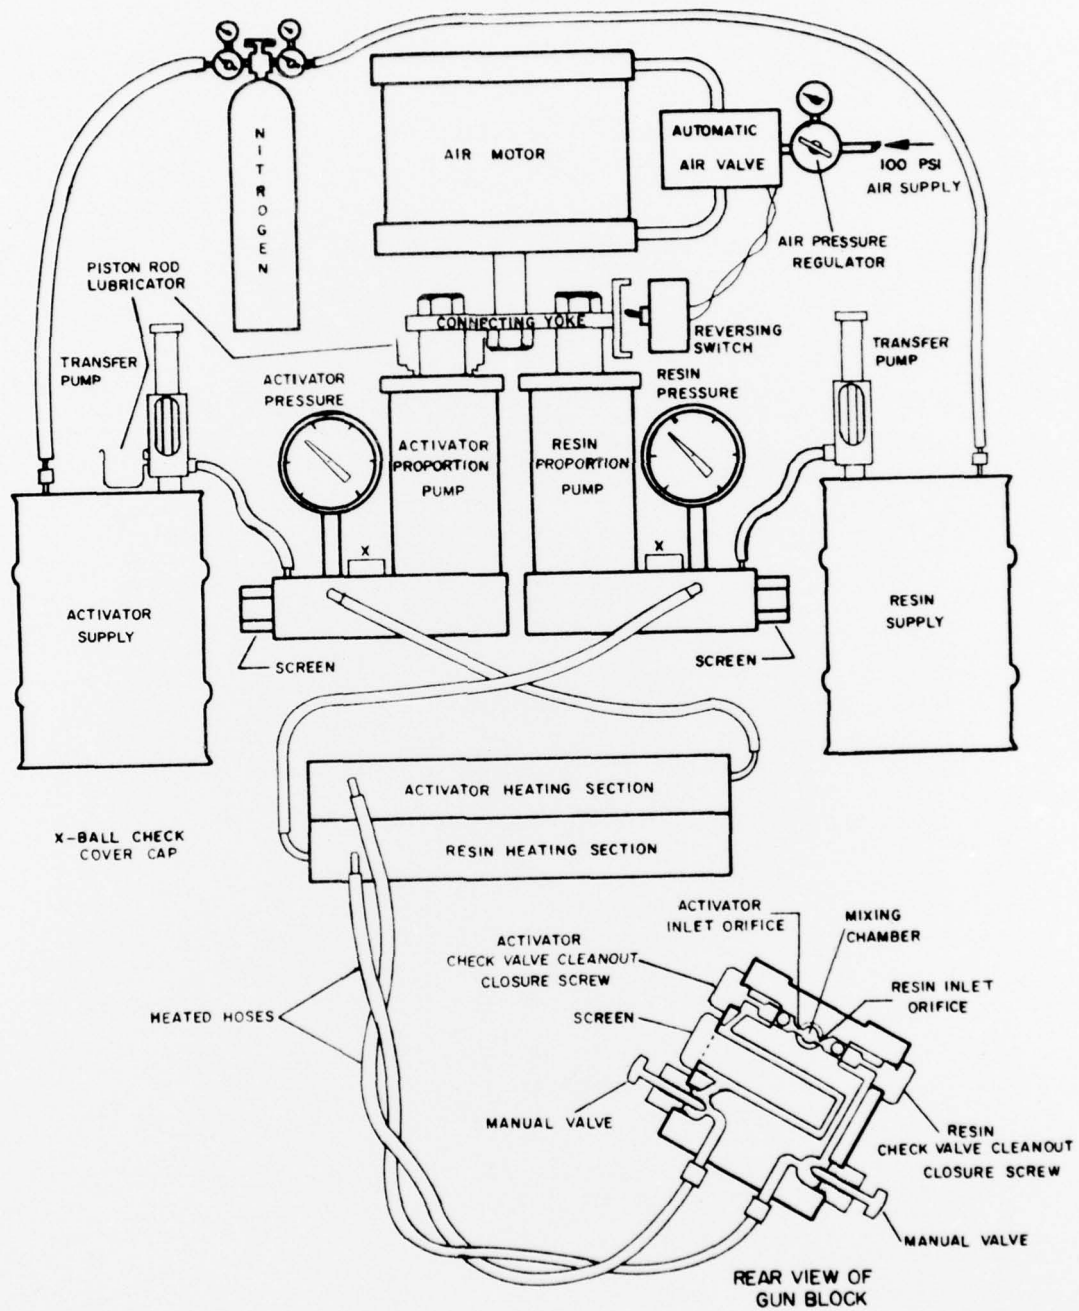 NITROGEN
AIR MOTOR
AUTOMATIC
AIR VALVE
100 PSI
AIR SUPPLY
AIR PRESSURE
REGULATOR
PISTON ROD
LUBRICATOR
CONNECTING YOKE
REVERSING
SWITCH
TRANSFER
PUMP
TRANSFER
PUMP
ACTIVATOR
PRESSURE
RESIN
PRESSURE
ACTIVATOR
PROPORTION
PUMP
RESIN
PROPORTION
PUMP
X
X
ACTIVATOR
SUPPLY
RESIN
SUPPLY
SCREEN
SCREEN
ACTIVATOR HEATING SECTION
RESIN HEATING SECTION
X-BALL CHECK
COVER CAP
ACTIVATOR
INLET ORIFICE
MIXING
CHAMBER
ACTIVATOR
CHECK VALVE CLEANOUT
CLOSURE SCREW
RESIN INLET
ORIFICE
HEATED HOSES
SCREEN
MANUAL VALVE
RESIN
CHECK VALVE CLEANOUT
CLOSURE SCREW
MANUAL VALVE
REAR VIEW OF
GUN BLOCK